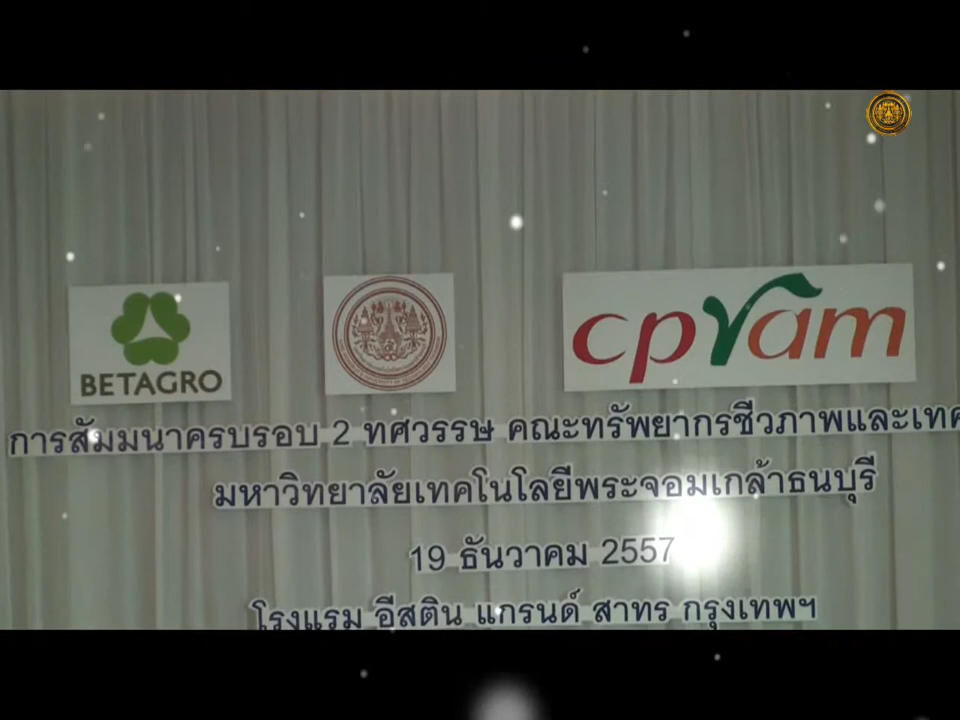 BETAGRO
cpram
การสัมมนาครบรอบ 2 ทศวรรษ คณะทรัพยากรชีวภาพและเทค
มหาวิทยาลัยเทคโนโลยีพระจอมเกล้าธนบุรี
19 ธันวาคม 2557
โรงแรม อีสติน แกรนด์ สาทร กรุงเทพฯ